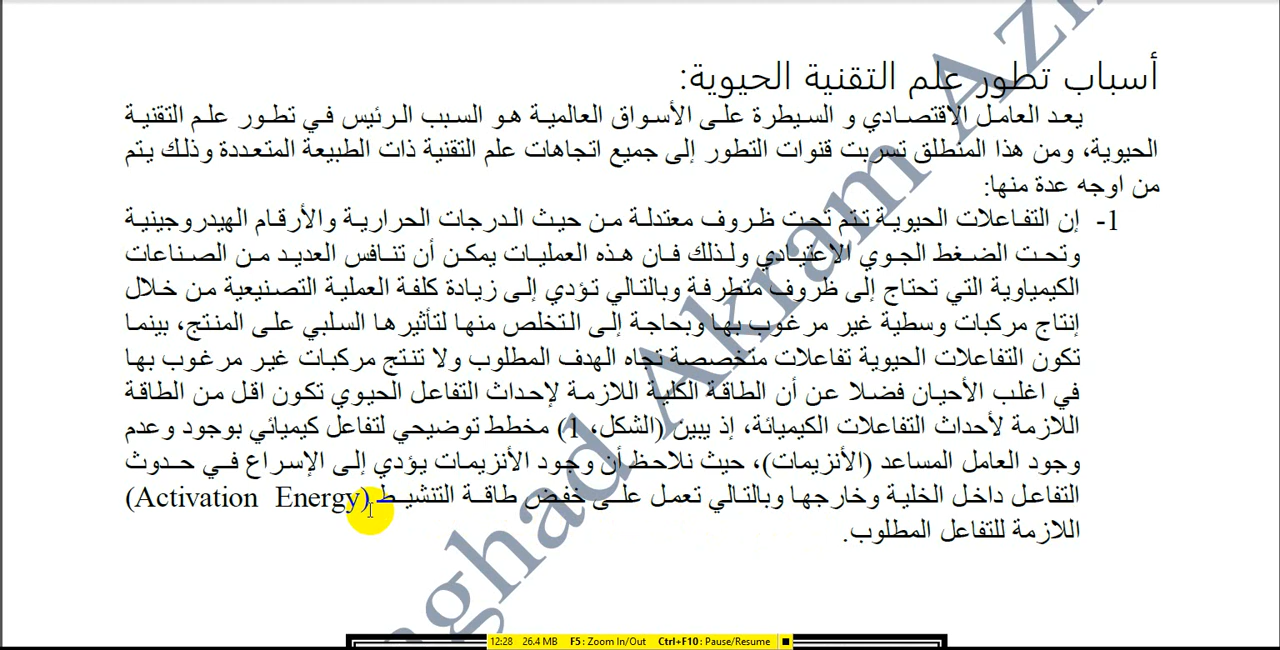 أسباب تطور علم التقنية الحيوية:
يعد العامل الاقتصادي و السيطرة على الأسواق العالمية هو السبب الرئيس في تطور علم التقنية
الحيوية، ومن هذا المنطلق تسربت قنوات التطور إلى جميع اتجاهات علم التقنية ذات الطبيعة المتعددة وذلك يتم
من اوجه عدة منها:
1- إن التفاعلات الحيوية تتم تحت ظروف معتدلة من حيث الدرجات الحرارية والأرقام الهيدروجينية
وتحت الضغط الجوي الاعتيادي ولذلك فان هذه العمليات يمكن أن تنافس العديد من الصناعات
الكيمياوية التي تحتاج إلى ظروف متطرفة وبالتالي تؤدي إلى زيادة كلفة العملية التصنيعية من خلال
إنتاج مركبات وسطية غير مرغوب بها وبحاجة إلى التخلص منها لتأثيرها السلبي على المنتج، بينما
تكون التفاعلات الحيوية تفاعلات متخصصة تجاه الهدف المطلوب ولا تنتج مركبات غير مرغوب بها
في اغلب الأحيان فضلا عن أن الطاقة الكلية اللازمة لإحداث التفاعل الحيوي تكون اقل من الطاقة
اللازمة لأحداث التفاعلات الكيميائة، إذ يبين (الشكل، 1) مخطط توضيحي لتفاعل كيميائي بوجود وعدم
وجود العامل المساعد (الأنزيمات)، حيث نلاحظ أن وجود الأنزيمات يؤدي إلى الإسراع في حدوث
التفاعل داخل الخلية وخارجها وبالتالي تعمل على خفض طاقة التنشيط (Activation Energy)
اللازمة للتفاعل المطلوب.
Akram
12:28 26.4 MB F5: Zoom In/Out Ctrl+F10: Pause/Resume